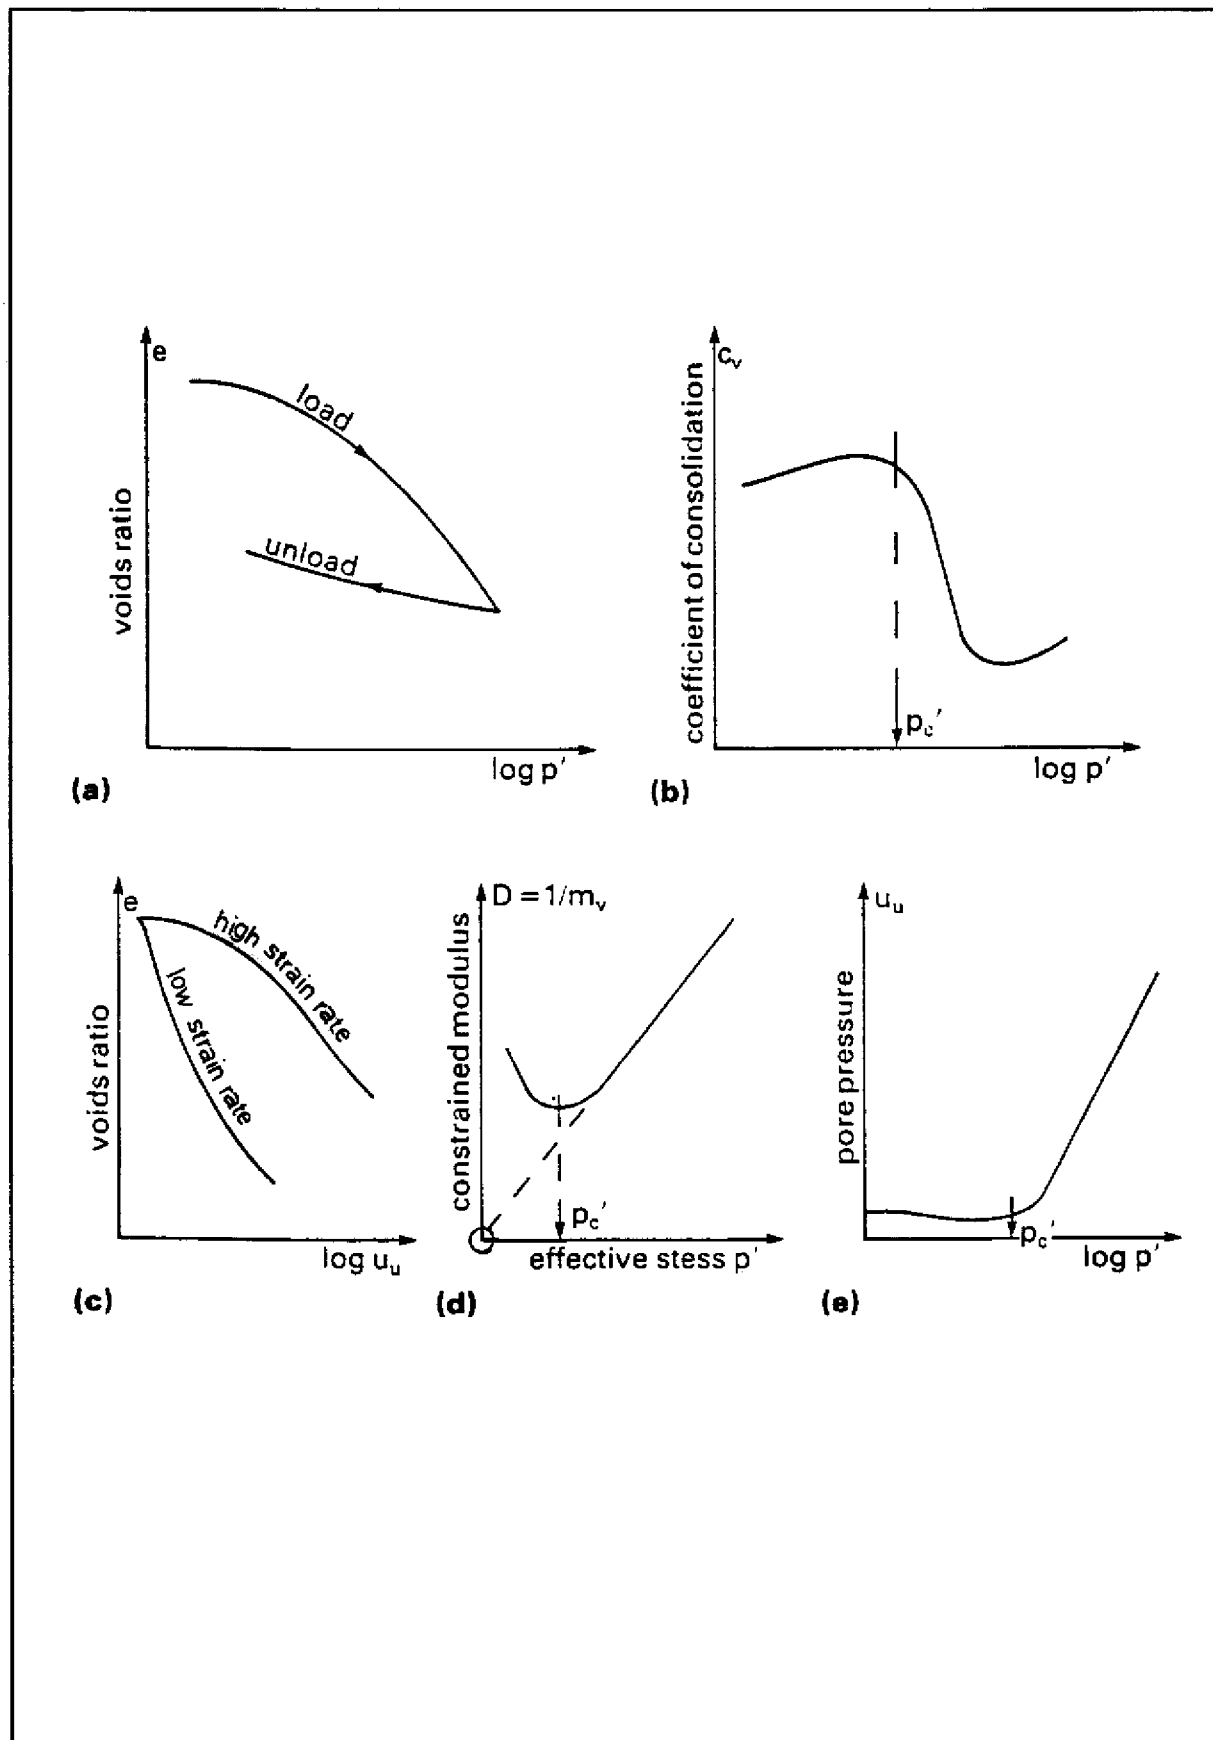 e
voids ratio
load
unload
log p'
(a)
c_v
coefficient of consolidation
p_c'
log p'
(b)
e
voids ratio
high strain rate
low strain rate
log u_u
(c)
D = 1/m_v
constrained modulus
p_c'
effective stess p'
(d)
u_u
pore pressure
p_c'
log p'
(e)